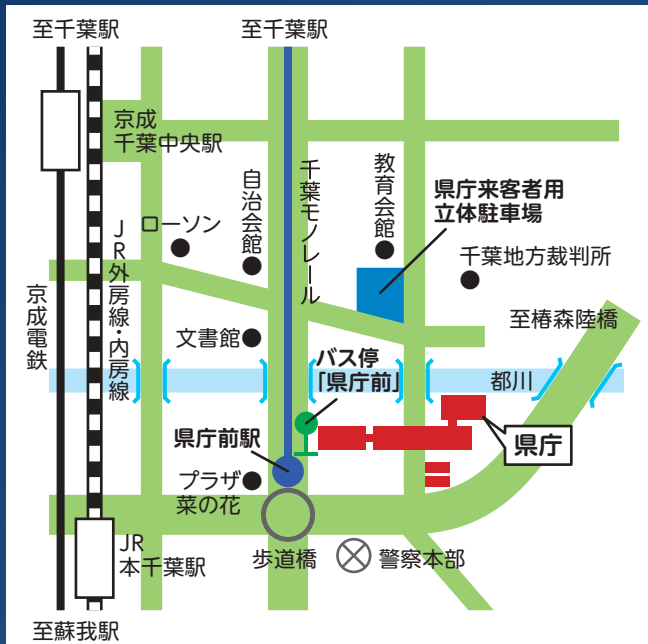 至千葉駅
至千葉駅
京成
千葉中央駅
自治会館
千葉モノレール
教育会館
県庁来客者用
立体駐車場
ローソン
JR外房線・内房線
千葉地方裁判所
京成電鉄
至椿森陸橋
文書館
バス停
「県庁前」
都川
県庁前駅
県庁
プラザ
菜の花
JR
本千葉駅
歩道橋
警察本部
至蘇我駅